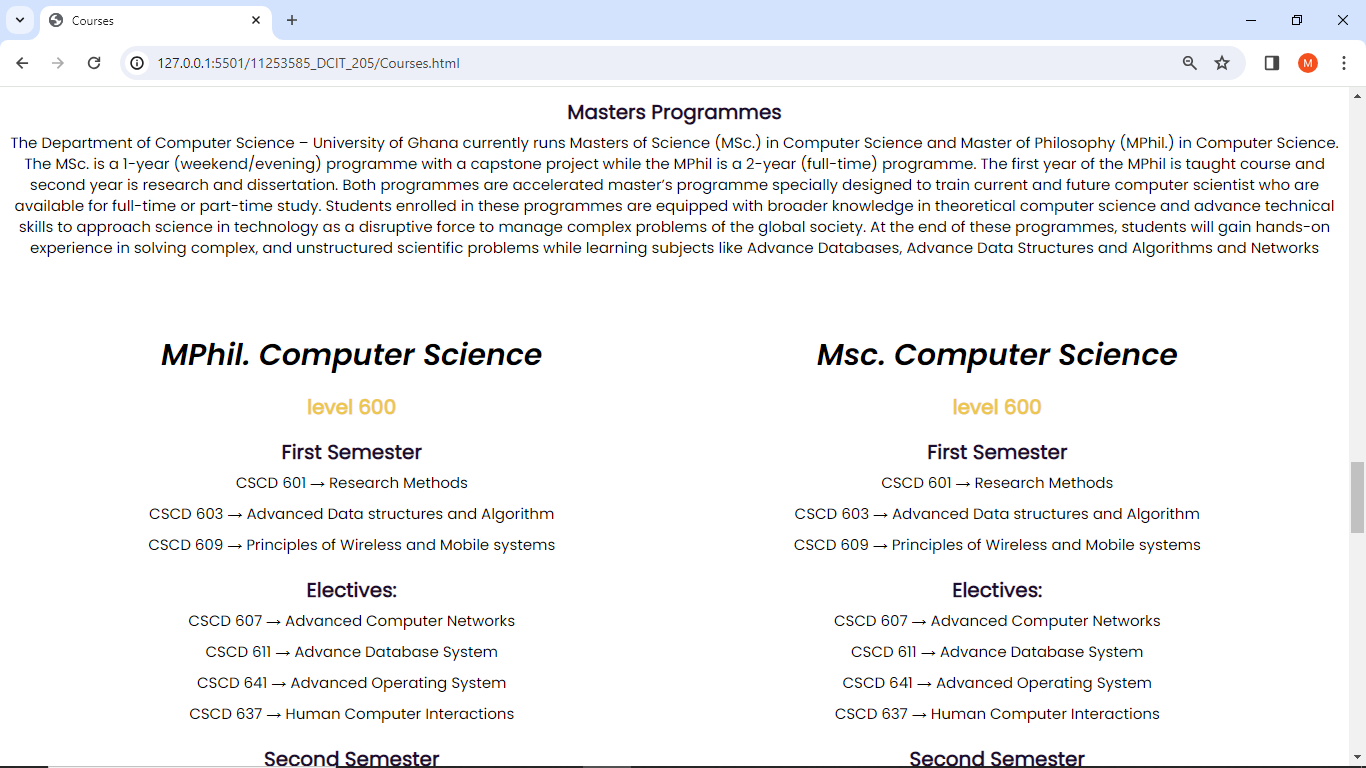 Courses
127.0.0.1:5501/11253585_DCIT_205/Courses.html
M
Masters Programmes
The Department of Computer Science – University of Ghana currently runs Masters of Science (MSc.) in Computer Science and Master of Philosophy (MPhil.) in Computer Science.
The MSc. is a 1-year (weekend/evening) programme with a capstone project while the MPhil is a 2-year (full-time) programme. The first year of the MPhil is taught course and
second year is research and dissertation. Both programmes are accelerated master’s programme specially designed to train current and future computer scientist who are
available for full-time or part-time study. Students enrolled in these programmes are equipped with broader knowledge in theoretical computer science and advance technical
skills to approach science in technology as a disruptive force to manage complex problems of the global society. At the end of these programmes, students will gain hands-on
experience in solving complex, and unstructured scientific problems while learning subjects like Advance Databases, Advance Data Structures and Algorithms and Networks
MPhil. Computer Science
level 600
First Semester
CSCD 601 → Research Methods
CSCD 603 → Advanced Data structures and Algorithm
CSCD 609 → Principles of Wireless and Mobile systems
Electives:
CSCD 607 → Advanced Computer Networks
CSCD 611 → Advance Database System
CSCD 641 → Advanced Operating System
CSCD 637 → Human Computer Interactions
Second Semester
Msc. Computer Science
level 600
First Semester
CSCD 601 → Research Methods
CSCD 603 → Advanced Data structures and Algorithm
CSCD 609 → Principles of Wireless and Mobile systems
Electives:
CSCD 607 → Advanced Computer Networks
CSCD 611 → Advance Database System
CSCD 641 → Advanced Operating System
CSCD 637 → Human Computer Interactions
Second Semester